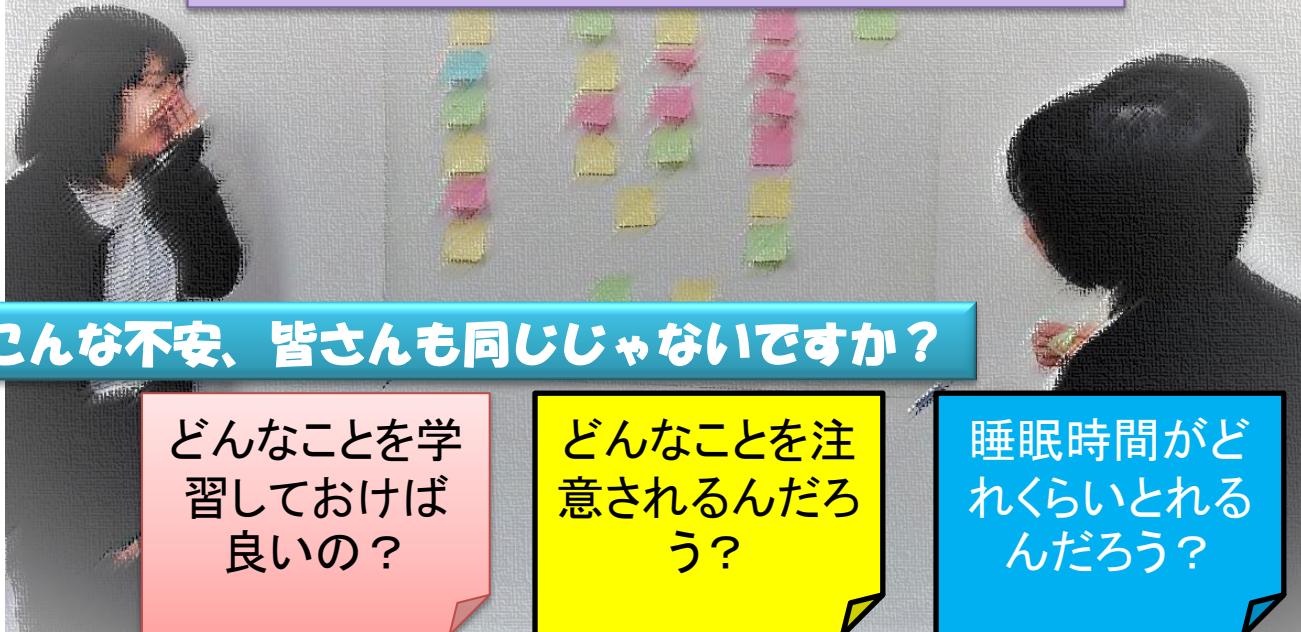 こんな不安、皆さんも同じじゃないですか？
どんなことを学
習しておけば
良いの？
どんなことを注
意されるんだろ
う？
睡眠時間がど
れくらいとれる
んだろう？